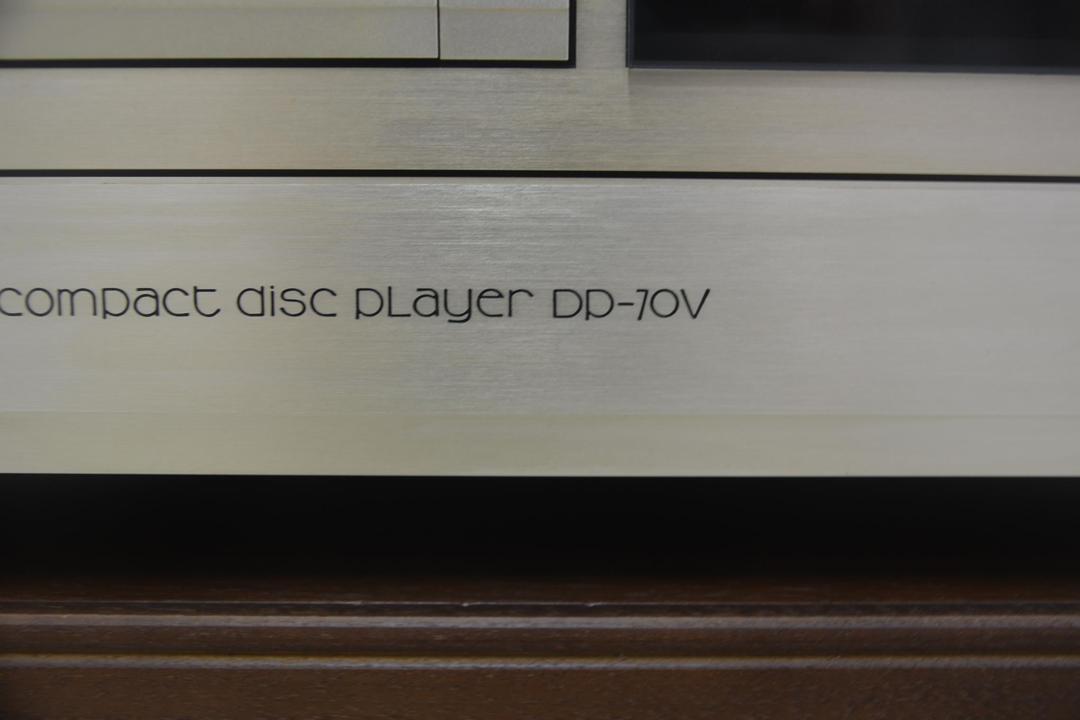 compact disc player DP-70V